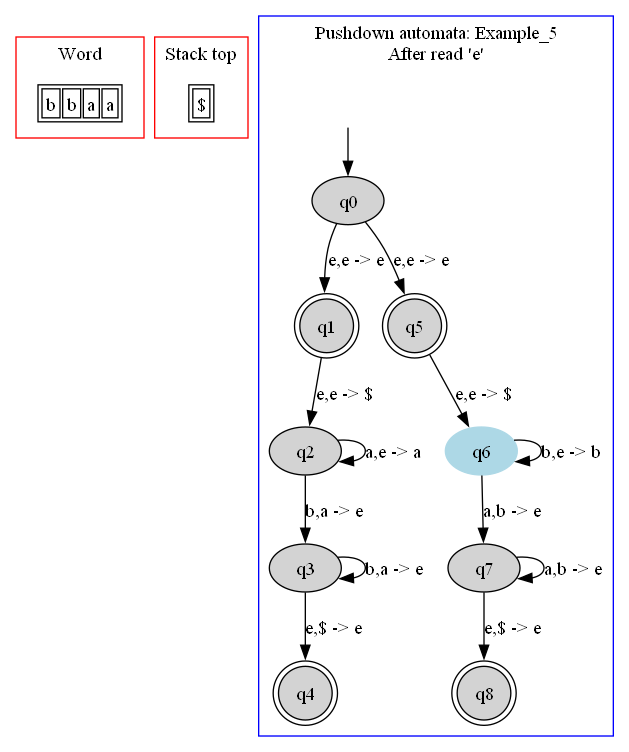 Word
b b a a
Stack top
$
Pushdown automata: Example_5
After read 'e'
q0
e,e -> e
e,e -> e
q1
q5
e,e -> $
e,e -> $
q2
a,e -> a
q6
b,e -> b
b,a -> e
a,b -> e
q3
b,a -> e
q7
a,b -> e
e,$ -> e
e,$ -> e
q4
q8